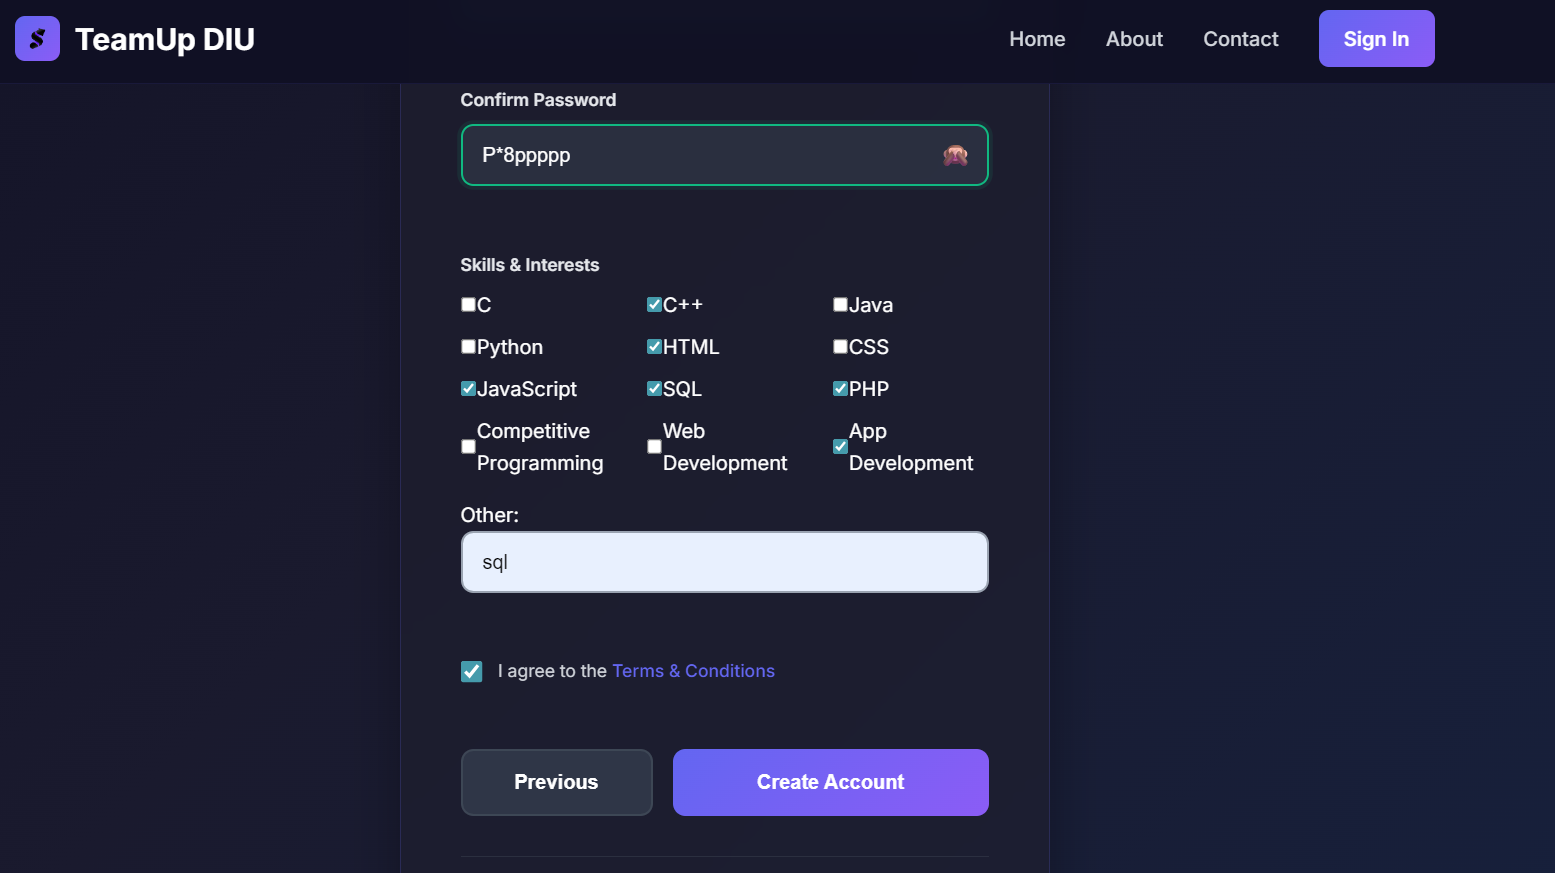 TeamUp DIU
Home About Contact Sign In
Confirm Password
P*8ppppp
Skills & Interests
C C++ Java
Python HTML CSS
JavaScript SQL PHP
Competitive Programming
Web Development
App Development
Other:
sql
I agree to the Terms & Conditions
Previous Create Account